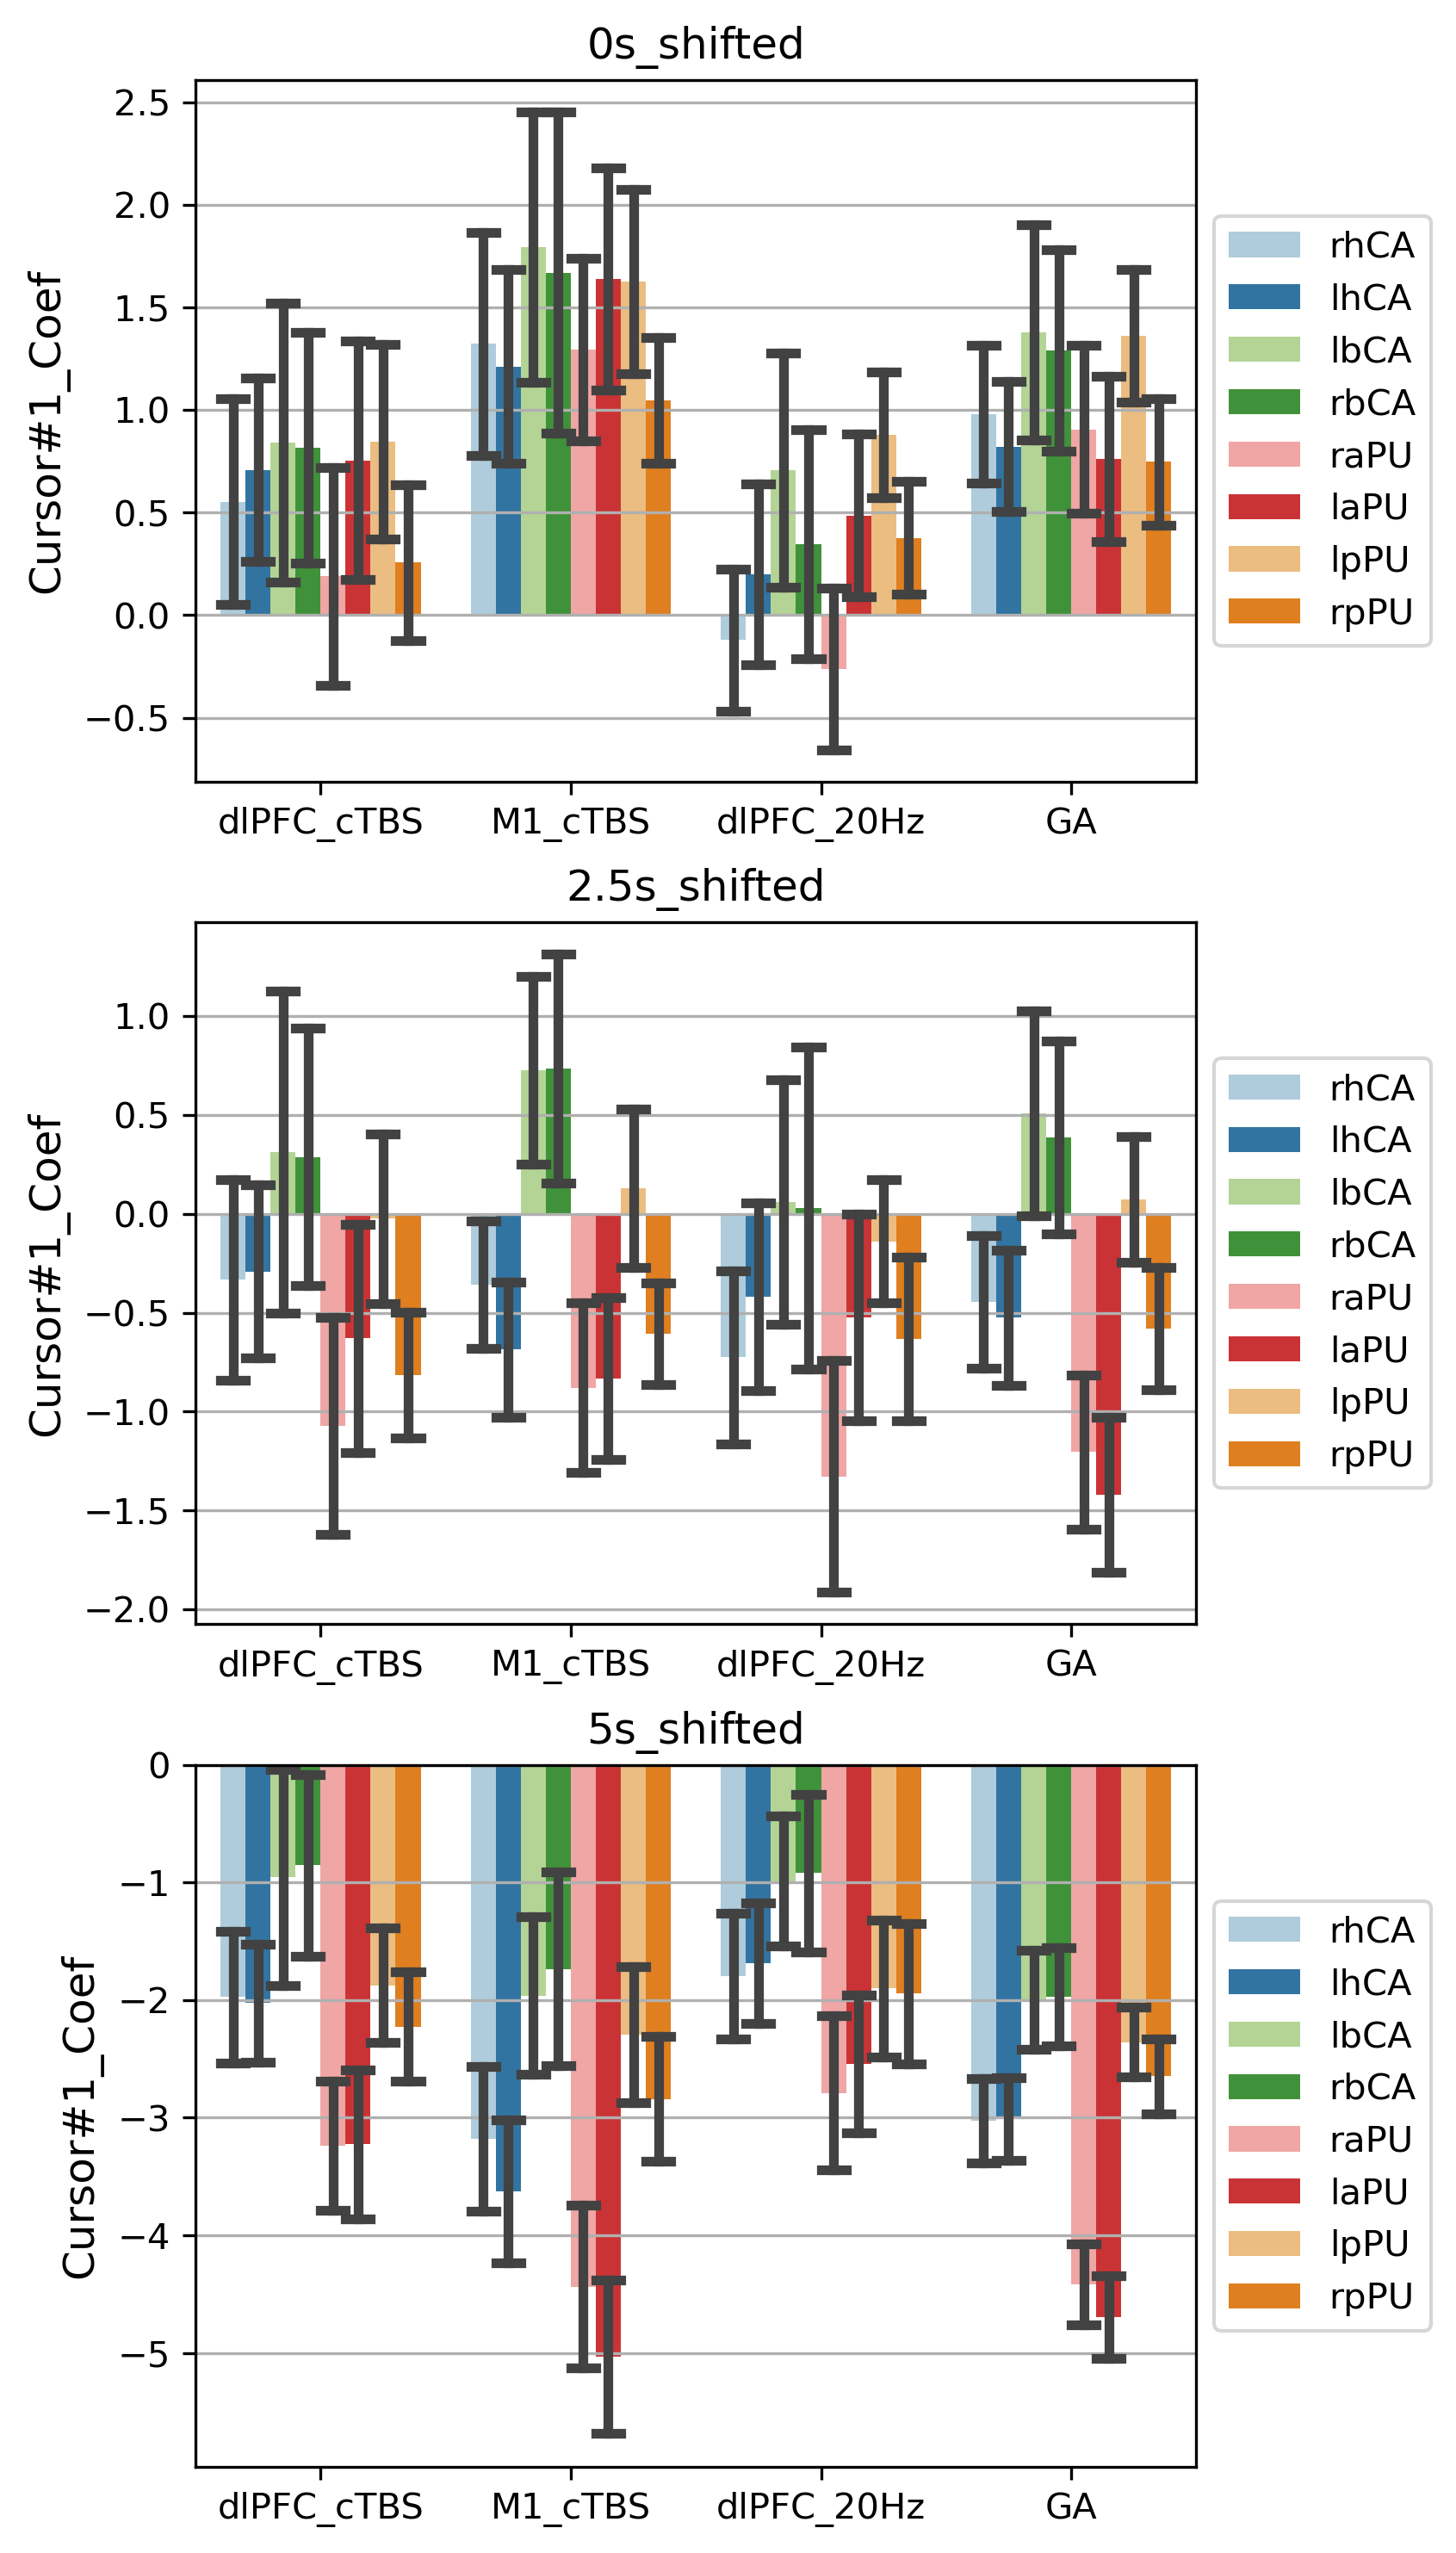 0s_shifted
Cursor#1_Coef
2.5
2.0
1.5
1.0
0.5
0.0
−0.5
dlPFC_cTBS M1_cTBS dlPFC_20Hz GA
rhCA
lhCA
lbCA
rbCA
raPU
laPU
lpPU
rpPU
2.5s_shifted
Cursor#1_Coef
1.0
0.5
0.0
−0.5
−1.0
−1.5
−2.0
dlPFC_cTBS M1_cTBS dlPFC_20Hz GA
rhCA
lhCA
lbCA
rbCA
raPU
laPU
lpPU
rpPU
5s_shifted
Cursor#1_Coef
0
−1
−2
−3
−4
−5
dlPFC_cTBS M1_cTBS dlPFC_20Hz GA
rhCA
lhCA
lbCA
rbCA
raPU
laPU
lpPU
rpPU